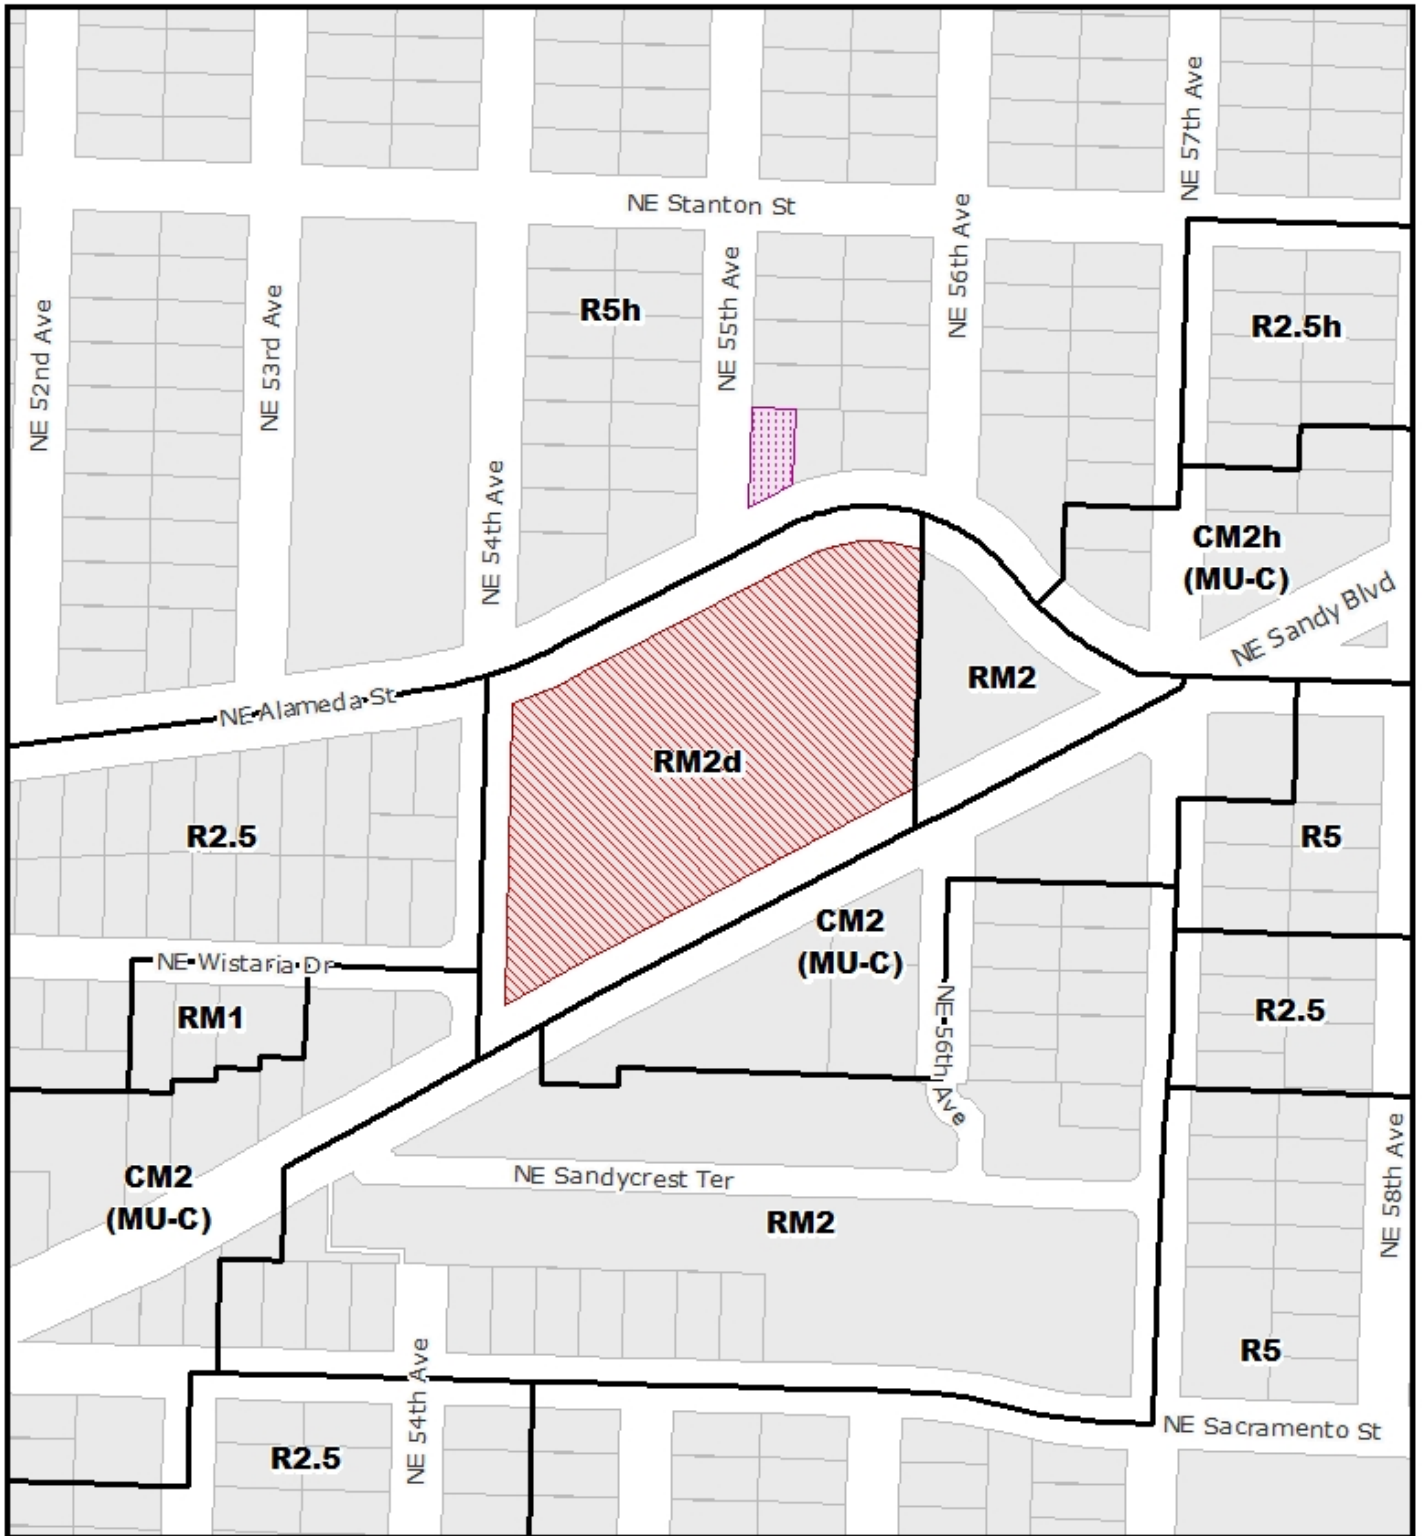 NE 57th Ave
NE Stanton St
NE 56th Ave
NE 55th Ave
NE 52nd Ave
NE 53rd Ave
R5h
R2.5h
NE 54th Ave
CM2h
(MU-C)
NE Sandy Blvd
RM2
NE Alameda St
RM2d
R2.5
R5
CM2
(MU-C)
NE Wistaria Dr
RM1
NE 56th Ave
R2.5
CM2
(MU-C)
NE Sandycrest Ter
NE 58th Ave
RM2
R5
NE 54th Ave
NE Sacramento St
R2.5